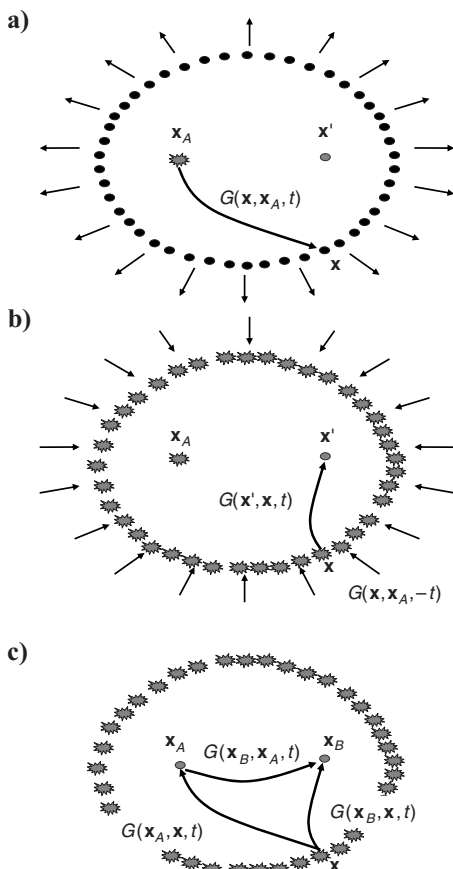 a)
x_A x'
G(x, x_A, t)
x
b)
x_A x'
G(x', x, t)
x
G(x, x_A, –t)
c)
x_A G(x_B, x_A, t) x_B
G(x_A, x, t) G(x_B, x, t)
x